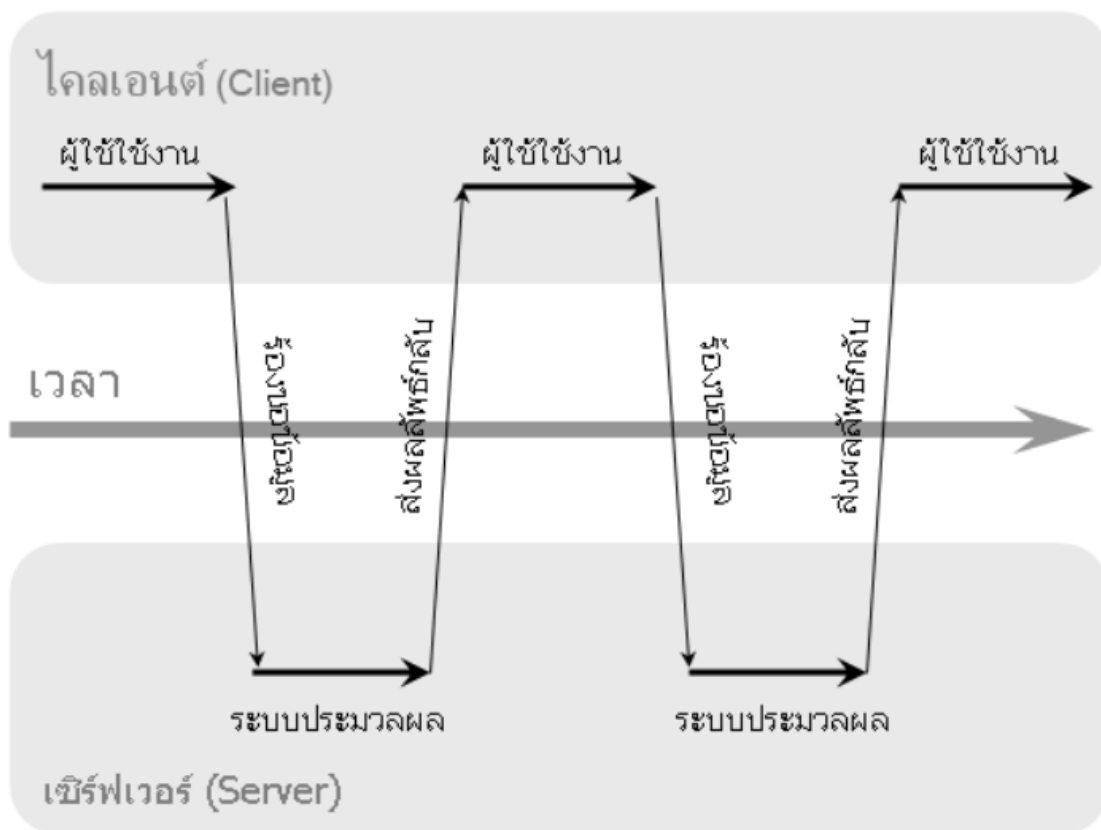 ไคลเอนต์ (Client)
ผู้ใช้ใช้งาน
ผู้ใช้ใช้งาน
ผู้ใช้ใช้งาน
ร้องขอข้อมูล
ส่งผลลัพธ์กลับ
ร้องขอข้อมูล
ส่งผลลัพธ์กลับ
เวลา
ระบบประมวลผล
ระบบประมวลผล
เซิร์ฟเวอร์ (Server)